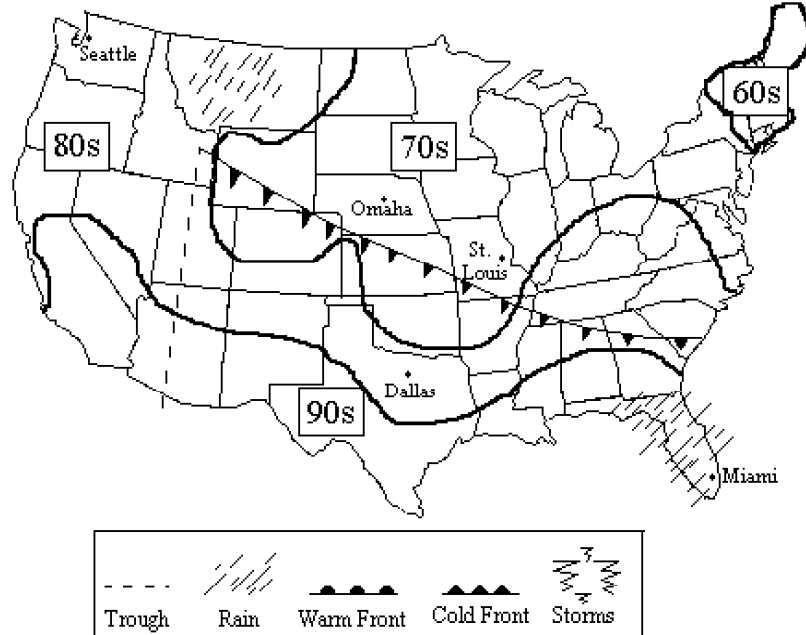 Seattle
60s
80s
70s
Omaha
St.
Louis
Dallas
90s
Miami
Trough
Rain
Warm Front
Cold Front
Storms